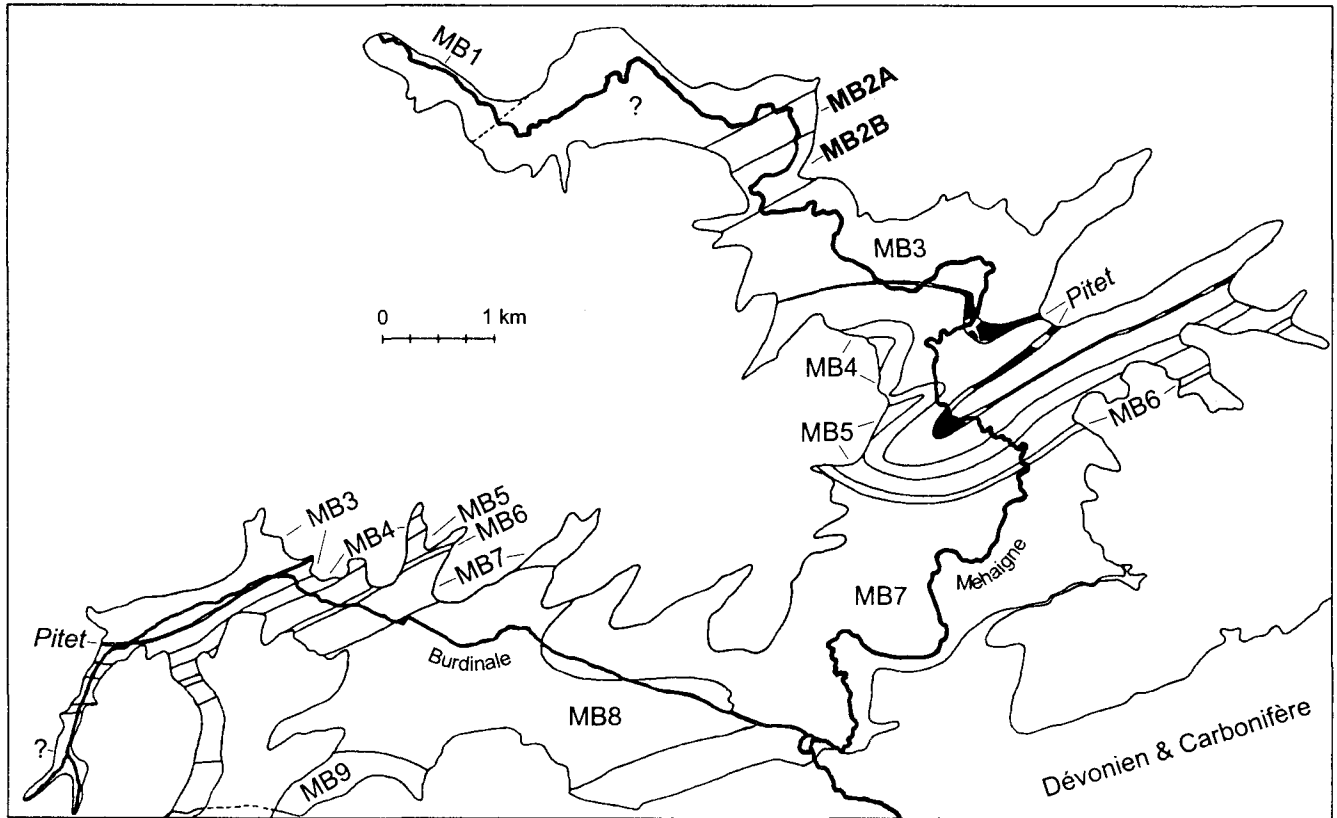 MB1
?
MB2A
MB2B
MB3
Pitet
0 1 km
MB4
MB5
MB6
MB3
MB4
MB5
MB6
MB7
Mehaigne
MB7
Pitet
Burdinale
MB8
?
MB9
Dévonien & Carbonifère